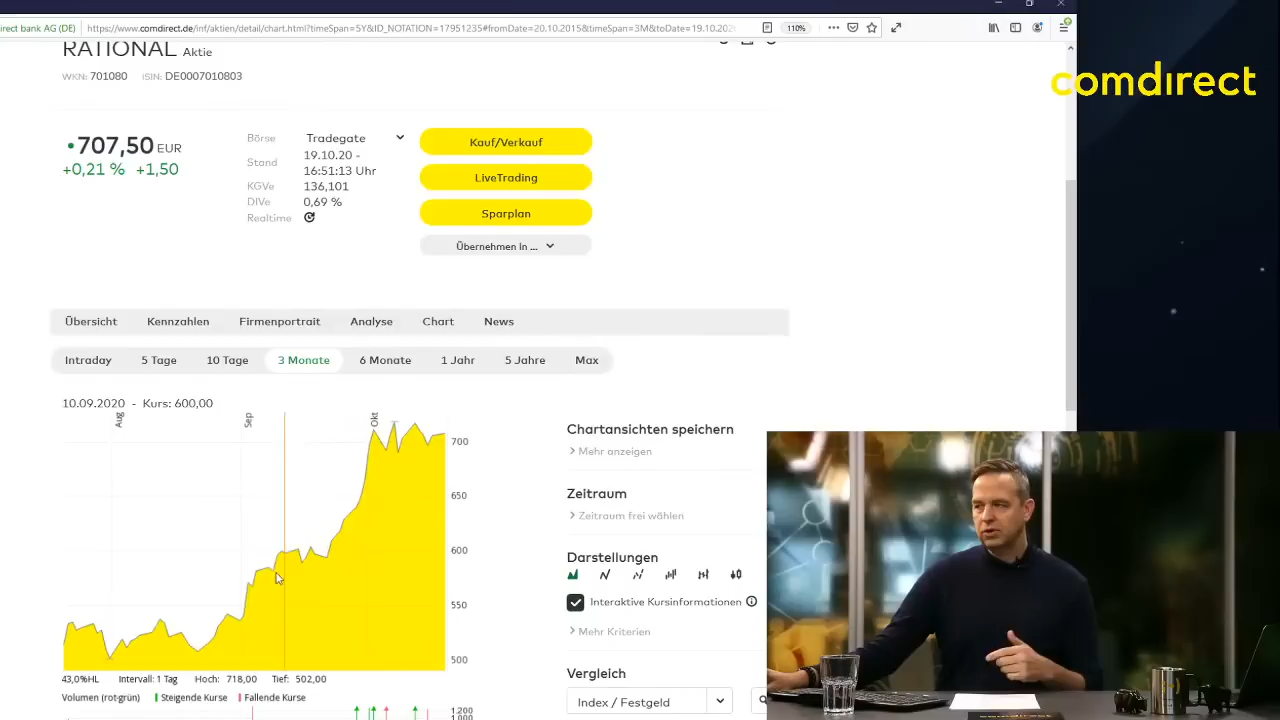 irect bank AG (DE)
https://www.comdirect.de/inf/aktien/detail/chart.html?timeSpan=5Y&ID_NOTATION=17951235#fromDate=20.10.2015&timeSpan=3M&toDate=19.10.202
110%
RATIONAL Aktie
WKN: 701080 ISIN: DE0007010803
comdirect
707,50 EUR
+0,21 % +1,50
Börse Tradegate
Stand 19.10.20 -
16:51:13 Uhr
KGVe 136,101
DIVe 0,69 %
Realtime
Kauf/Verkauf
LiveTrading
Sparplan
Übernehmen In ...
Übersicht Kennzahlen Firmenportrait Analyse Chart News
Intraday 5 Tage 10 Tage 3 Monate 6 Monate 1 Jahr 5 Jahre Max
10.09.2020 - Kurs: 600,00
Aug Sep Okt
700
650
600
550
500
43,0%HL Intervall: 1 Tag Hoch: 718,00 Tief: 502,00
Volumen (rot-grün) Steigende Kurse Fallende Kurse
1.200
1.000
Chartansichten speichern
Mehr anzeigen
Zeitraum
Zeitraum frei wählen
Darstellungen
Interaktive Kursinformationen
Mehr Kriterien
Vergleich
Index / Festgeld